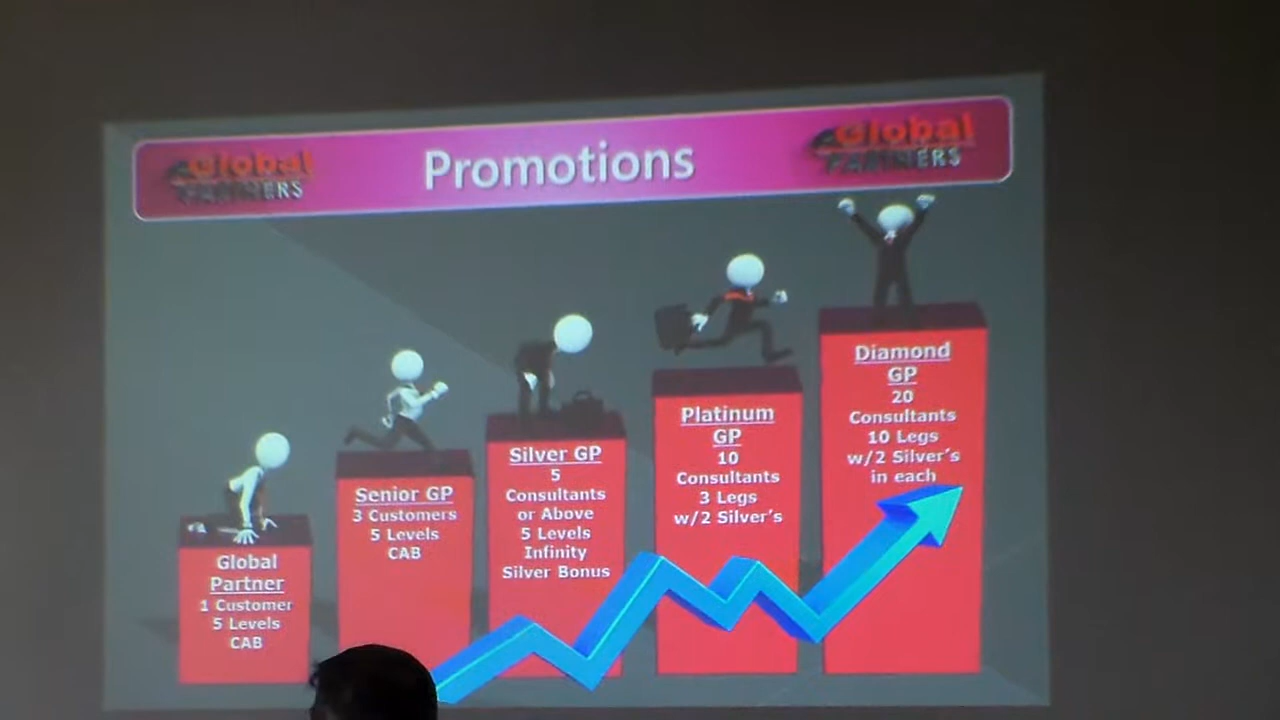 Global
PARTNERS
Promotions
Global
PARTNERS
Global
Partner
1 Customer
5 Levels
CAB
Senior GP
3 Customers
5 Levels
CAB
Silver GP
5
Consultants
or Above
5 Levels
Infinity
Silver Bonus
Platinum
GP
10
Consultants
3 Legs
w/2 Silver's
Diamond
GP
20
Consultants
10 Legs
w/2 Silver's
in each